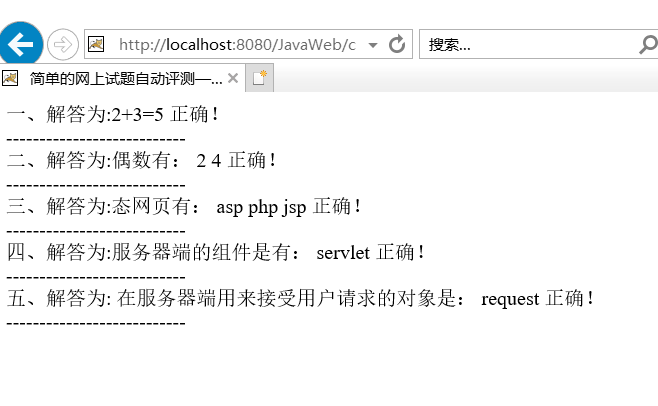 http://localhost:8080/JavaWeb/c
搜索...
简单的网上试题自动评测—...
一、解答为:2+3=5 正确！
---------------------------
二、解答为:偶数有： 2 4 正确！
---------------------------
三、解答为:态网页有： asp php jsp 正确！
---------------------------
四、解答为:服务器端的组件是有： servlet 正确！
---------------------------
五、解答为: 在服务器端用来接受用户请求的对象是： request 正确！
---------------------------